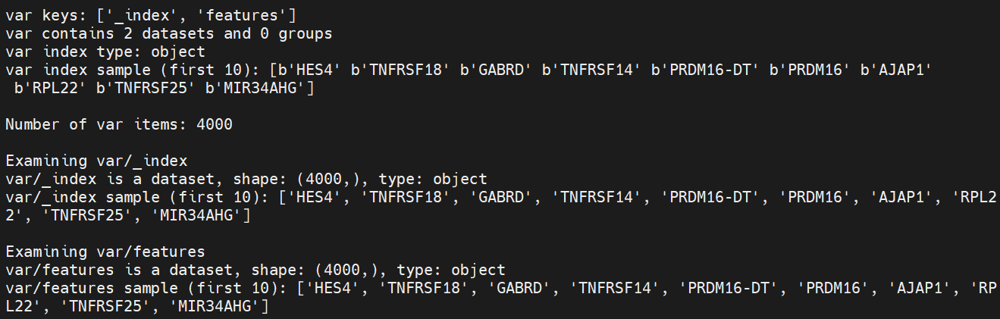 var keys: ['_index', 'features']
var contains 2 datasets and 0 groups
var index type: object
var index sample (first 10): [b'HES4' b'TNFRSF18' b'GABRD' b'TNFRSF14' b'PRDM16-DT' b'PRDM16' b'AJAP1'
 b'RPL22' b'TNFRSF25' b'MIR34AHG']

Number of var items: 4000

Examining var/_index
var/_index is a dataset, shape: (4000,), type: object
var/_index sample (first 10): ['HES4', 'TNFRSF18', 'GABRD', 'TNFRSF14', 'PRDM16-DT', 'PRDM16', 'AJAP1', 'RPL2
2', 'TNFRSF25', 'MIR34AHG']

Examining var/features
var/features is a dataset, shape: (4000,), type: object
var/features sample (first 10): ['HES4', 'TNFRSF18', 'GABRD', 'TNFRSF14', 'PRDM16-DT', 'PRDM16', 'AJAP1', 'RP
L22', 'TNFRSF25', 'MIR34AHG']